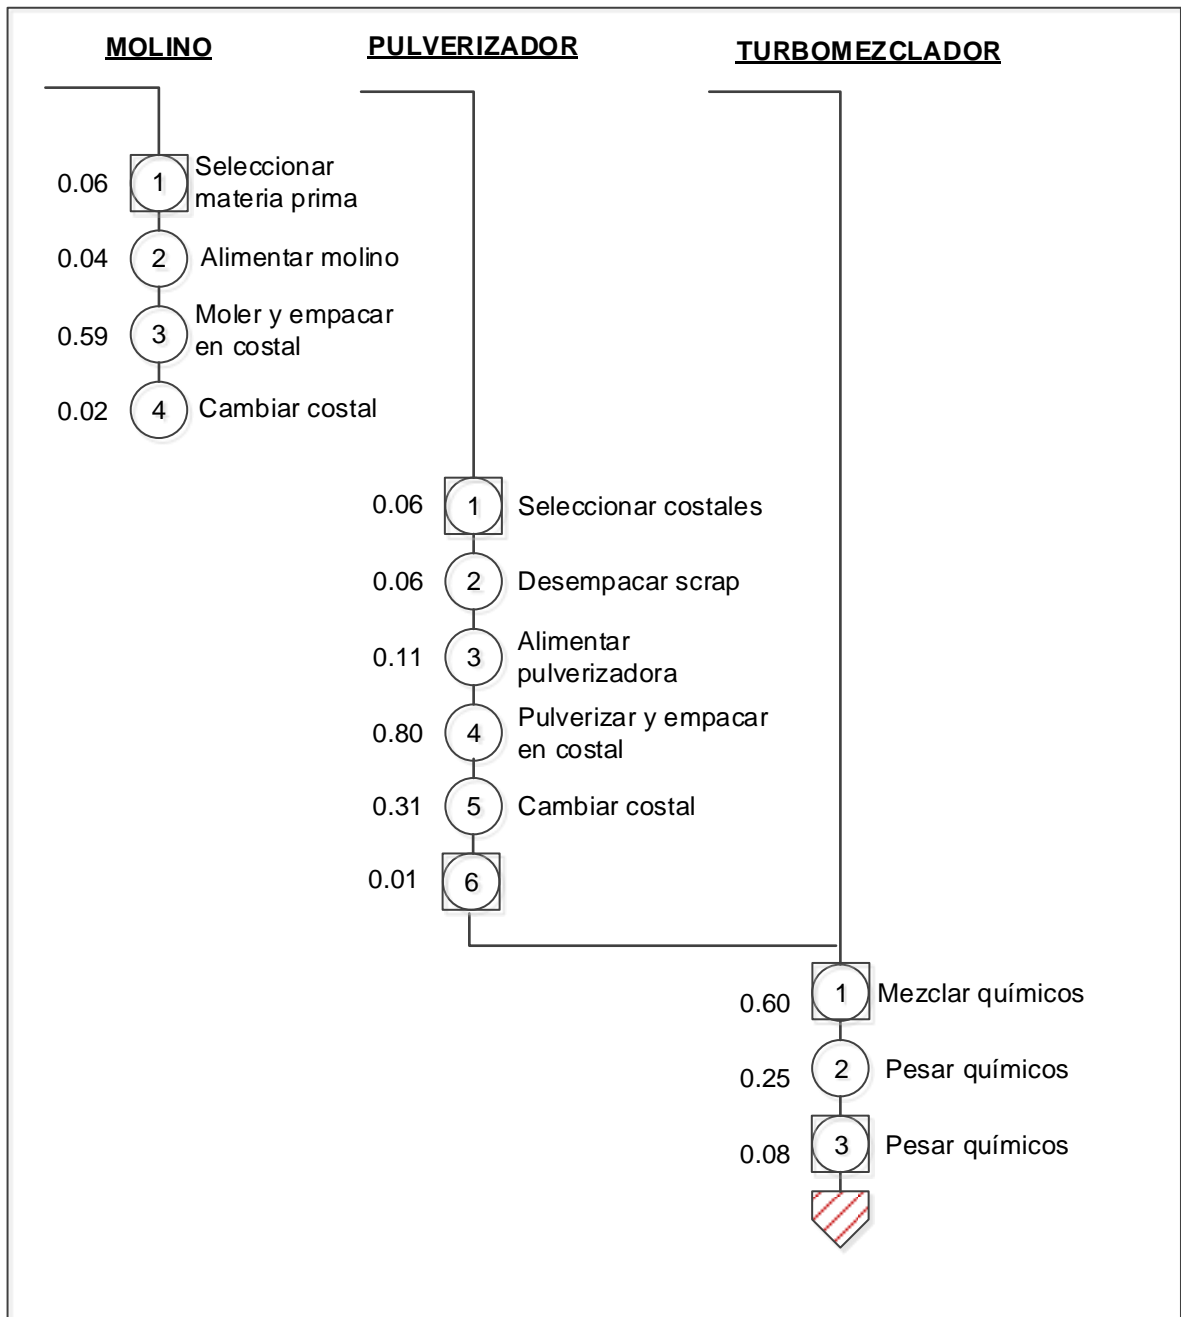 MOLINO
PULVERIZADOR
TURBOMEZCLADOR
0.06
1
Seleccionar
materia prima
0.04
2
Alimentar molino
0.59
3
Moler y empacar
en costal
0.02
4
Cambiar costal
0.06
1
Seleccionar costales
0.06
2
Desempacar scrap
0.11
3
Alimentar
pulverizadora
0.80
4
Pulverizar y empacar
en costal
0.31
5
Cambiar costal
0.01
6
0.60
1
Mezclar químicos
0.25
2
Pesar químicos
0.08
3
Pesar químicos